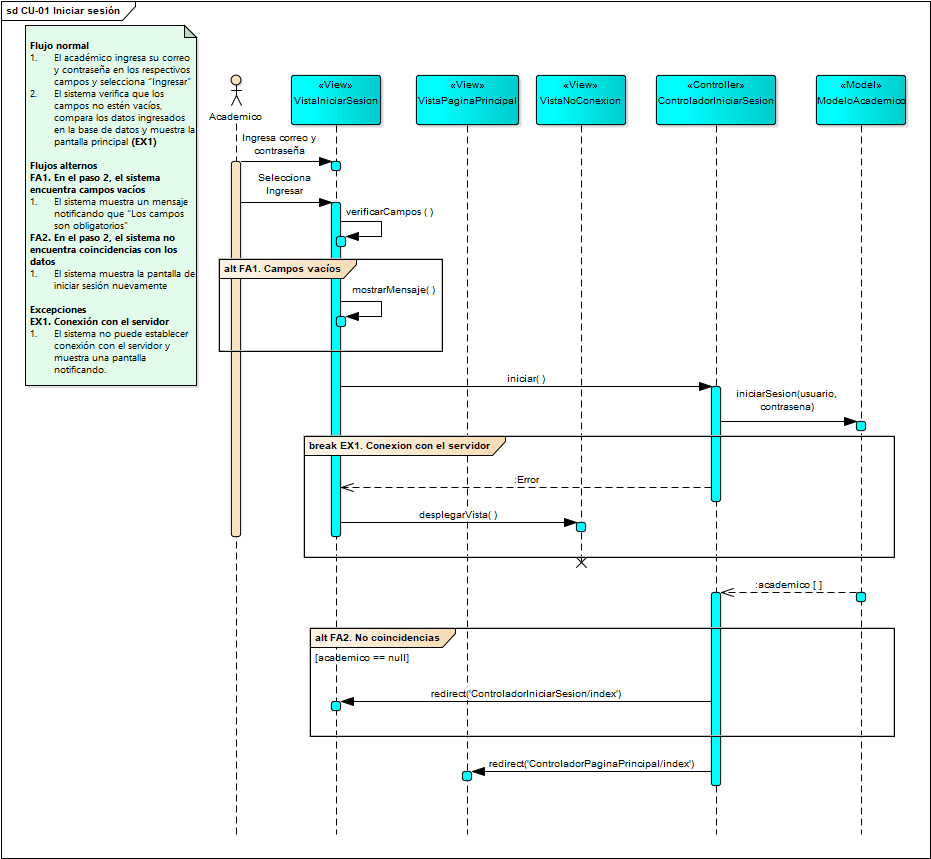 sd CU-01 Iniciar sesión
Flujo normal
1. El académico ingresa su correo
y contraseña en los respectivos
campos y selecciona "Ingresar"
2. El sistema verifica que los
campos no estén vacíos,
compara los datos ingresados
en la base de datos y muestra la
pantalla principal (EX1)
Flujos alternos
FA1. En el paso 2, el sistema
encuentra campos vacíos
1. El sistema muestra un mensaje
notificando que "Los campos
son obligatorios"
FA2. En el paso 2, el sistema no
encuentra coincidencias con los
datos
1. El sistema muestra la pantalla de
iniciar sesión nuevamente
Excepciones
EX1. Conexión con el servidor
1. El sistema no puede establecer
conexión con el servidor y
muestra una pantalla
notificando.
Academico
«View»
VistaIniciarSesion
«View»
VistaPaginaPrincipal
«View»
VistaNoConexion
«Controller»
ControladorIniciarSesion
«Model»
ModeloAcademico
Ingresa correo y
contraseña
Selecciona
Ingresar
verificarCampos ( )
alt FA1. Campos vacíos
mostrarMensaje( )
iniciar( )
iniciarSesion(usuario,
contrasena)
break EX1. Conexion con el servidor
:Error
desplegarVista( )
:academico [ ]
alt FA2. No coincidencias
[academico == null]
redirect('ControladorIniciarSesion/index')
redirect('ControladorPaginaPrincipal/index')